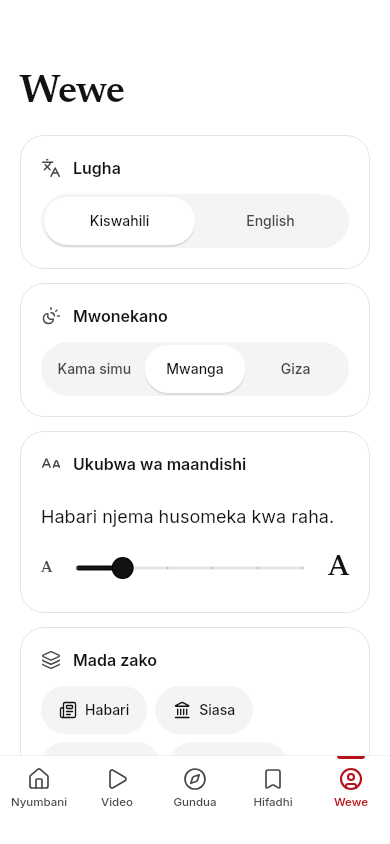 Wewe
Lugha
Kiswahili English
Mwonekano
Kama simu Mwanga Giza
Ukubwa wa maandishi
Habari njema husomeka kwa raha.
A A
Mada zako
Habari Siasa
Nyumbani Video Gundua Hifadhi Wewe